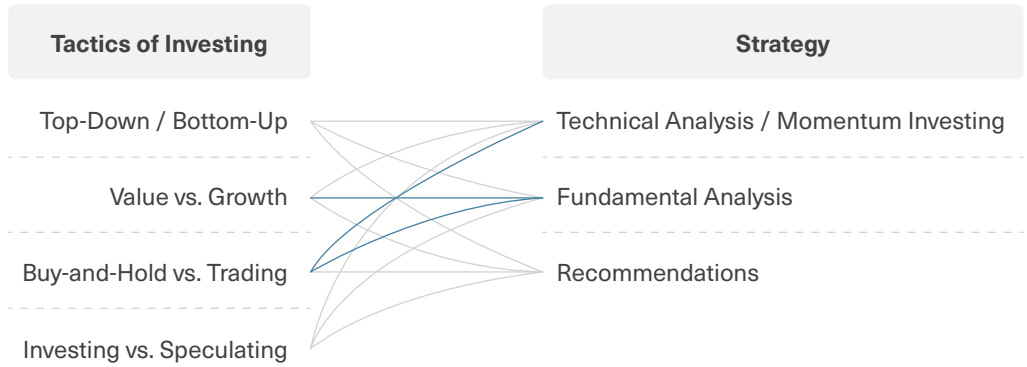 Tactics of Investing
Strategy
Top-Down / Bottom-Up
Technical Analysis / Momentum Investing
Value vs. Growth
Fundamental Analysis
Buy-and-Hold vs. Trading
Recommendations
Investing vs. Speculating